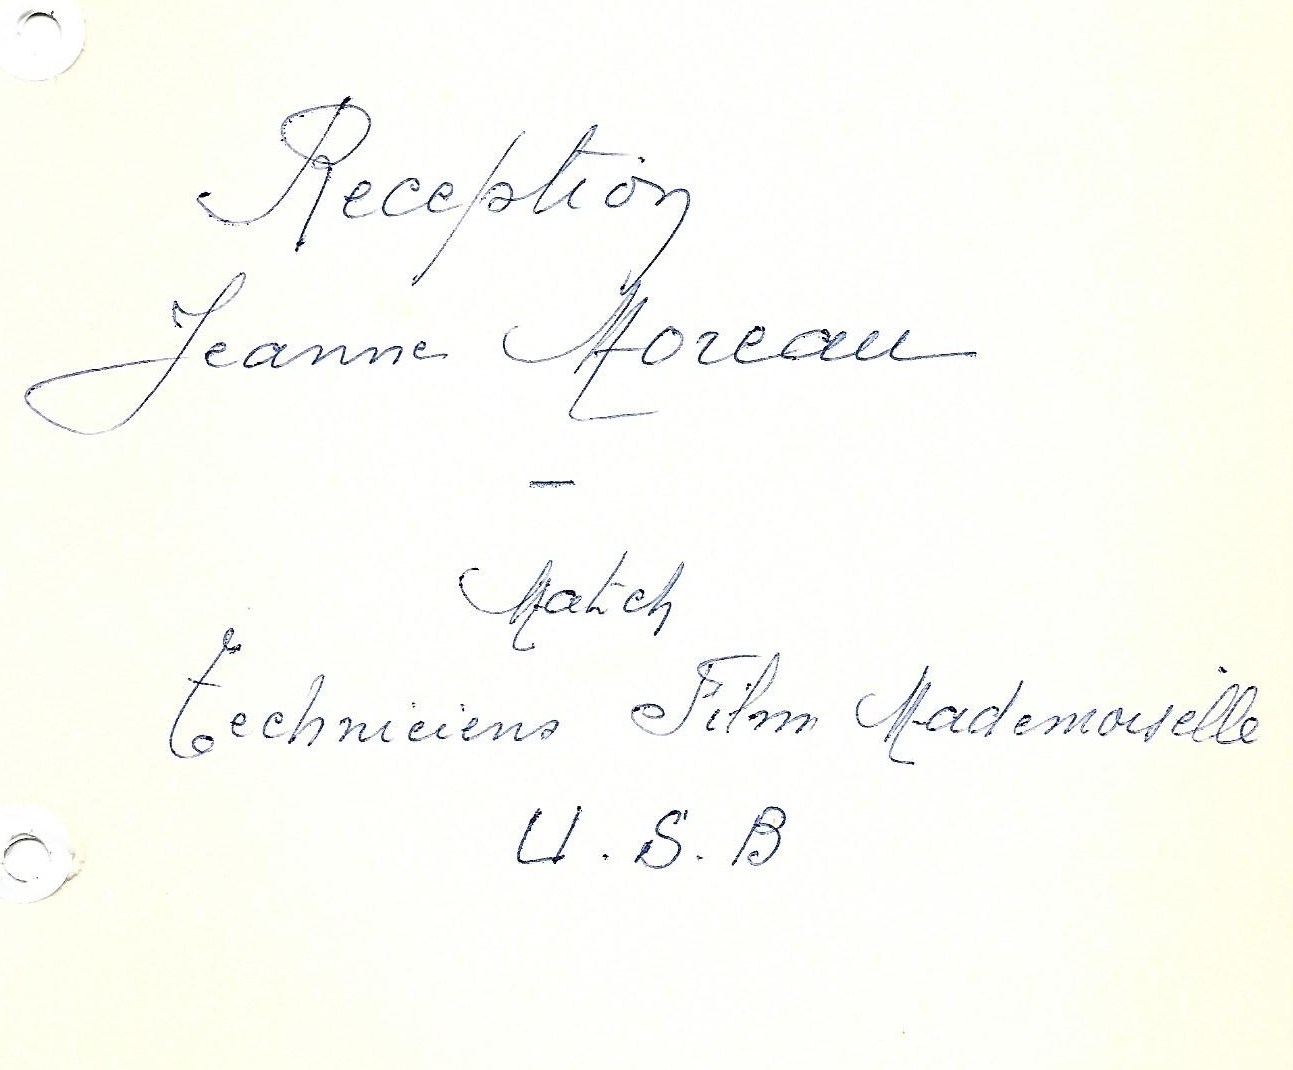 Reception
Jeanne Moreau
—
Match
Techniciens Film Mademoiselle
U.S.B